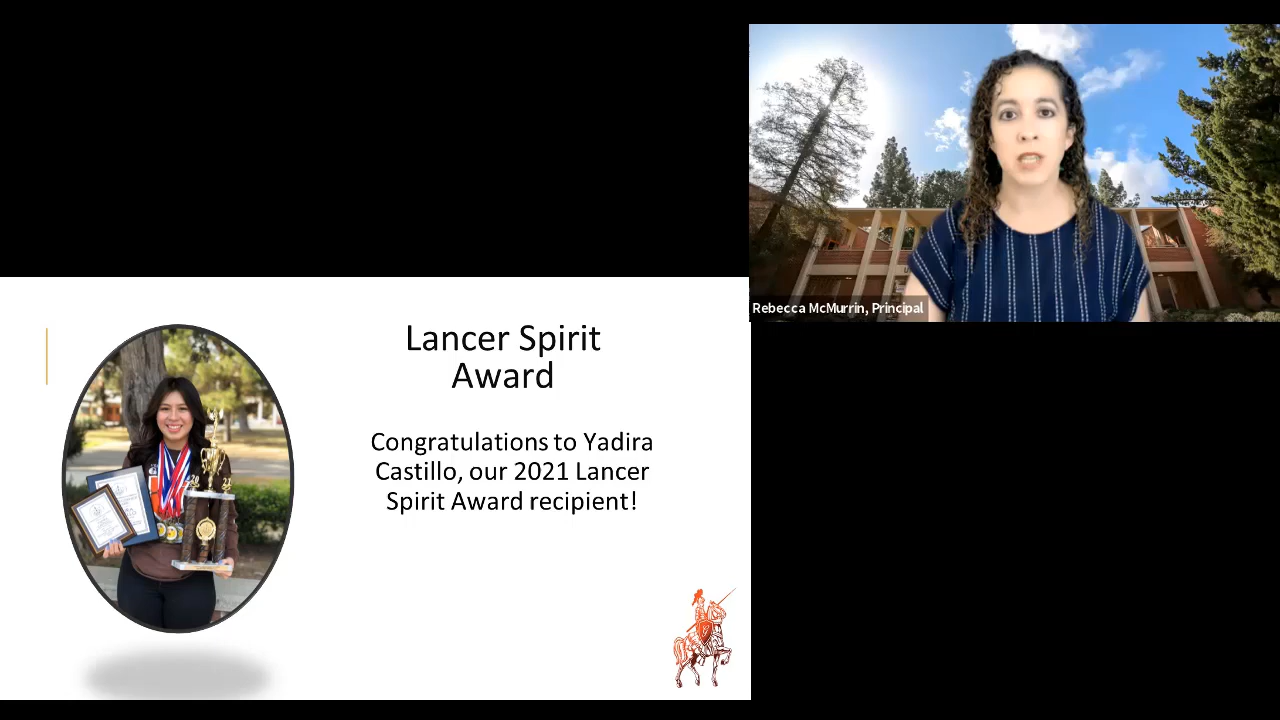 Lancer Spirit
Award
Congratulations to Yadira
Castillo, our 2021 Lancer
Spirit Award recipient!
Rebecca McMurrin, Principal